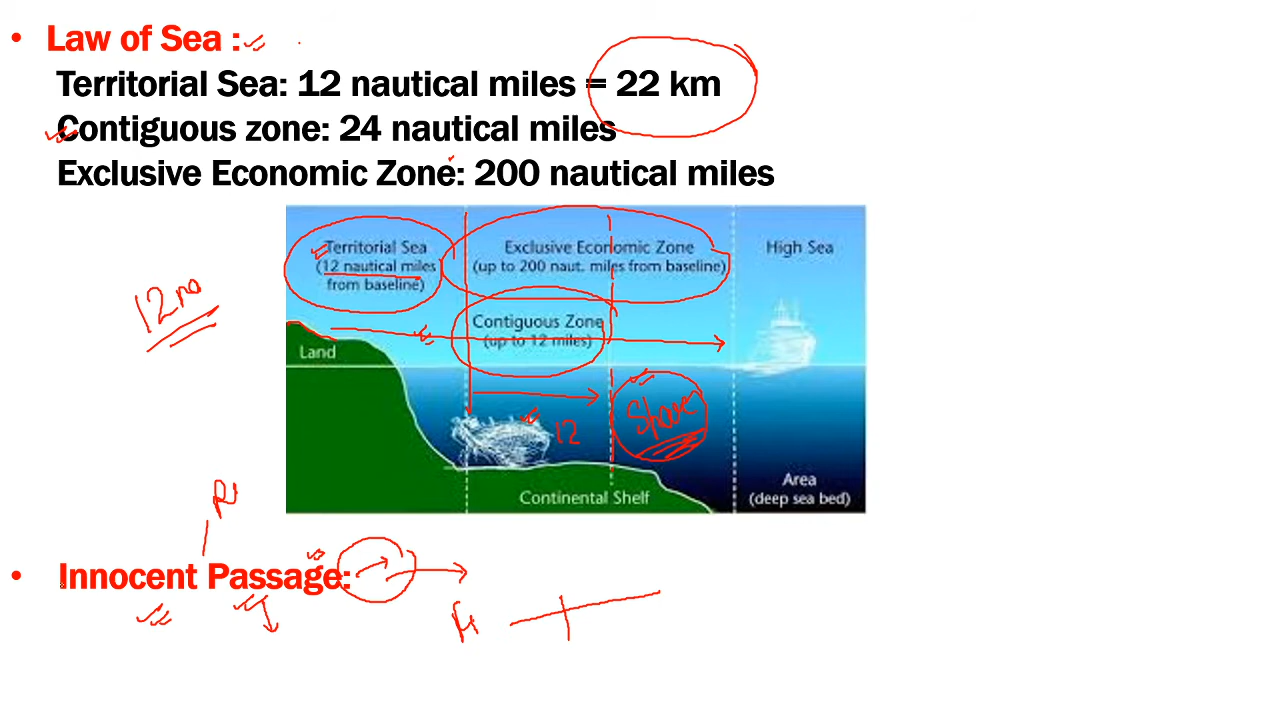 • Law of Sea :
Territorial Sea: 12 nautical miles = 22 km
Contiguous zone: 24 nautical miles
Exclusive Economic Zone: 200 nautical miles
Territorial Sea
(12 nautical miles
from baseline)
Exclusive Economic Zone
(up to 200 naut. miles from baseline)
High Sea
12 na
Contiguous Zone
(up to 12 miles)
Land
12
Area
(deep sea bed)
Continental Shelf
• Innocent Passage: